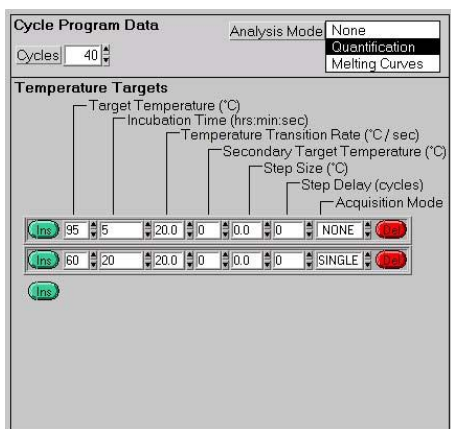 Cycle Program Data
Analysis Mode None
Quantification
Melting Curves
Cycles 40
Temperature Targets
Target Temperature (°C)
Incubation Time (hrs:min:sec)
Temperature Transition Rate (°C / sec)
Secondary Target Temperature (°C)
Step Size (°C)
Step Delay (cycles)
Acquisition Mode
Ins 95 5 20.0 0 0.0 0 NONE Del
Ins 60 20 20.0 0 0.0 0 SINGLE Del
Ins